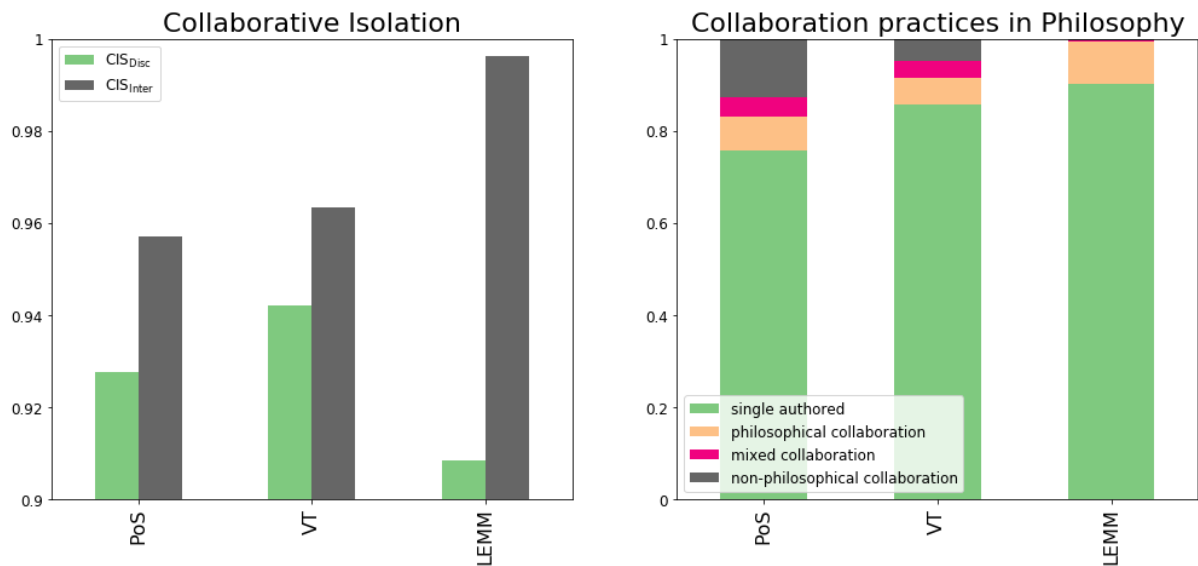 Collaborative Isolation
1
0.98
0.96
0.94
0.92
0.9
CIS_Disc
CIS_Inter
PoS
VT
LEMM
Collaboration practices in Philosophy
1
0.8
0.6
0.4
0.2
0
single authored
philosophical collaboration
mixed collaboration
non-philosophical collaboration
PoS
VT
LEMM